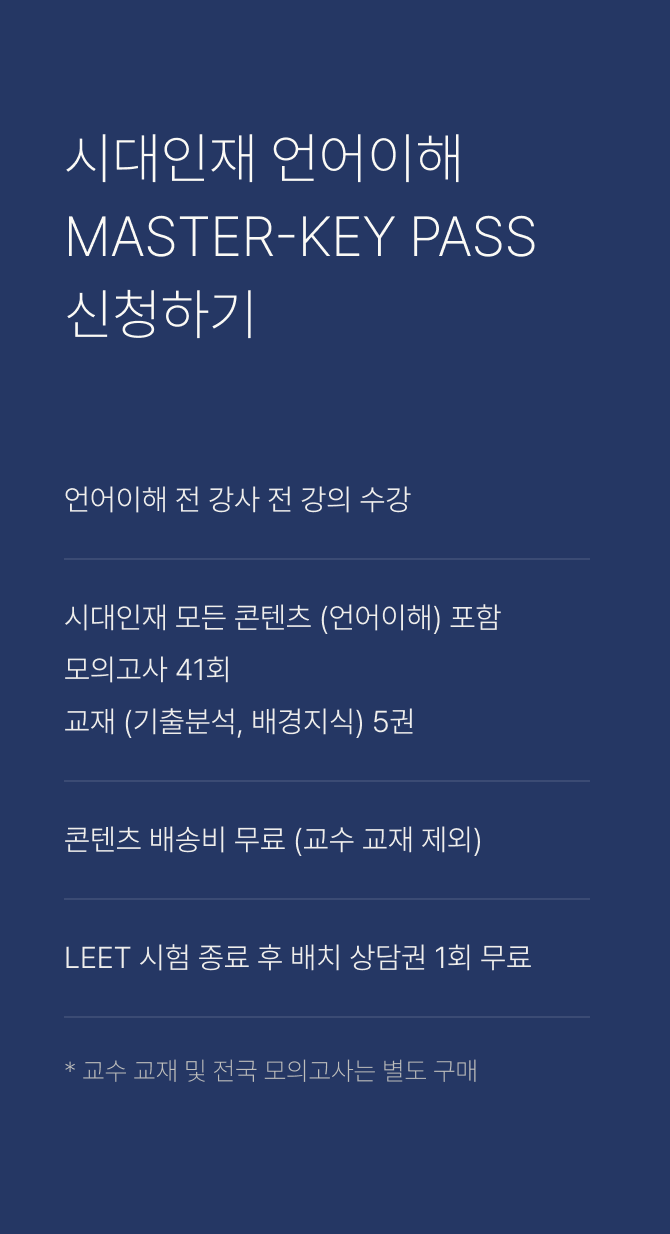 시대인재 언어이해
MASTER-KEY PASS
신청하기
언어이해 전 강사 전 강의 수강
시대인재 모든 콘텐츠 (언어이해) 포함
모의고사 41회
교재 (기출분석, 배경지식) 5권
콘텐츠 배송비 무료 (교수 교재 제외)
LEET 시험 종료 후 배치 상담권 1회 무료
* 교수 교재 및 전국 모의고사는 별도 구매